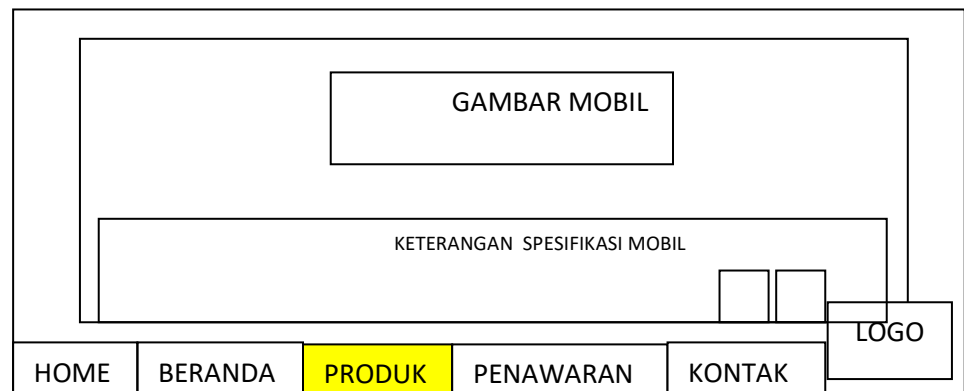 GAMBAR MOBIL
KETERANGAN SPESIFIKASI MOBIL
LOGO
HOME BERANDA PRODUK PENAWARAN KONTAK